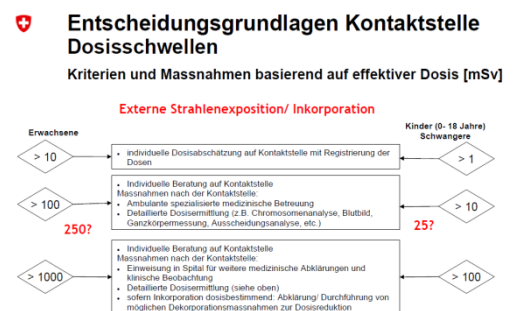 Entscheidungsgrundlagen Kontaktstelle
Dosisschwellen
Kriterien und Massnahmen basierend auf effektiver Dosis [mSv]
Externe Strahlenexposition/ Inkorporation
Erwachsene
Kinder (0- 18 Jahre)
Schwangere
> 10
• individuelle Dosisabschätzung auf Kontaktstelle mit Registrierung der
Dosen
> 1
> 100
• Individuelle Beratung auf Kontaktstelle
Massnahmen nach der Kontaktstelle:
• Ambulante spezialisierte medizinische Betreuung
• Detaillierte Dosisermittlung (z.B. Chromosomenanalyse, Blutbild,
Ganzkörpermessung, Ausscheidungsanalyse, etc.)
> 10
250?
25?
> 1000
• Individuelle Beratung auf Kontaktstelle
Massnahmen nach der Kontaktstelle:
• Einweisung in Spital für weitere medizinische Abklärungen und
klinische Beobachtung
• Detaillierte Dosisermittlung (siehe oben)
• sofern Inkorporation dosisbestimmend: Abklärung/ Durchführung von
möglichen Dekorporationsmassnahmen zur Dosisreduktion
> 100